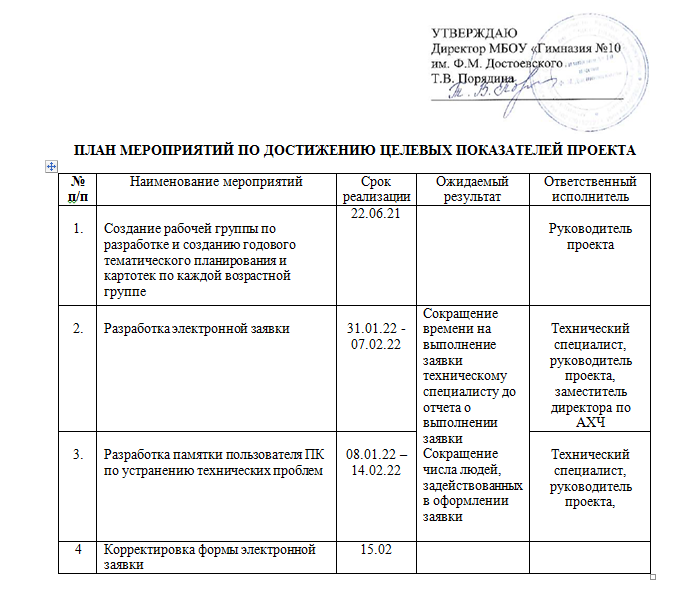 УТВЕРЖДАЮ
Директор МБОУ «Гимназия №10
им. Ф.М. Достоевского
Т.В. Порядина
ПЛАН МЕРОПРИЯТИЙ ПО ДОСТИЖЕНИЮ ЦЕЛЕВЫХ ПОКАЗАТЕЛЕЙ ПРОЕКТА
№
п/п
Наименование мероприятий
Срок
реализации
Ожидаемый
результат
Ответственный
исполнитель
1.
Создание рабочей группы по
разработке и созданию годового
тематического планирования и
картотек по каждой возрастной
группе
22.06.21
Руководитель
проекта
2.
Разработка электронной заявки
31.01.22 -
07.02.22
Сокращение
времени на
выполнение
заявки
техническому
специалисту до
отчета о
выполнении
заявки
Сокращение
числа людей,
задействованных
в оформлении
заявки
Технический
специалист,
руководитель
проекта,
заместитель
директора по
АХЧ
3.
Разработка памятки пользователя ПК
по устранению технических проблем
08.01.22 –
14.02.22
Технический
специалист,
руководитель
проекта,
4
Корректировка формы электронной
заявки
15.02